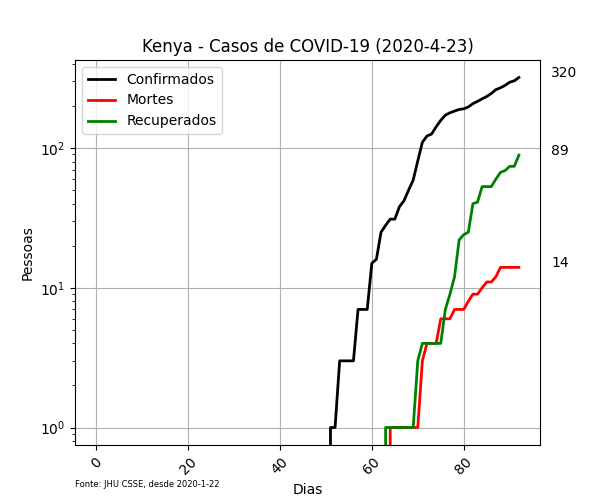 Kenya - Casos de COVID-19 (2020-4-23)
Confirmados
Mortes
Recuperados
320
89
14
10²
10¹
10⁰
Pessoas
0
20
40
60
80
Dias
Fonte: JHU CSSE, desde 2020-1-22